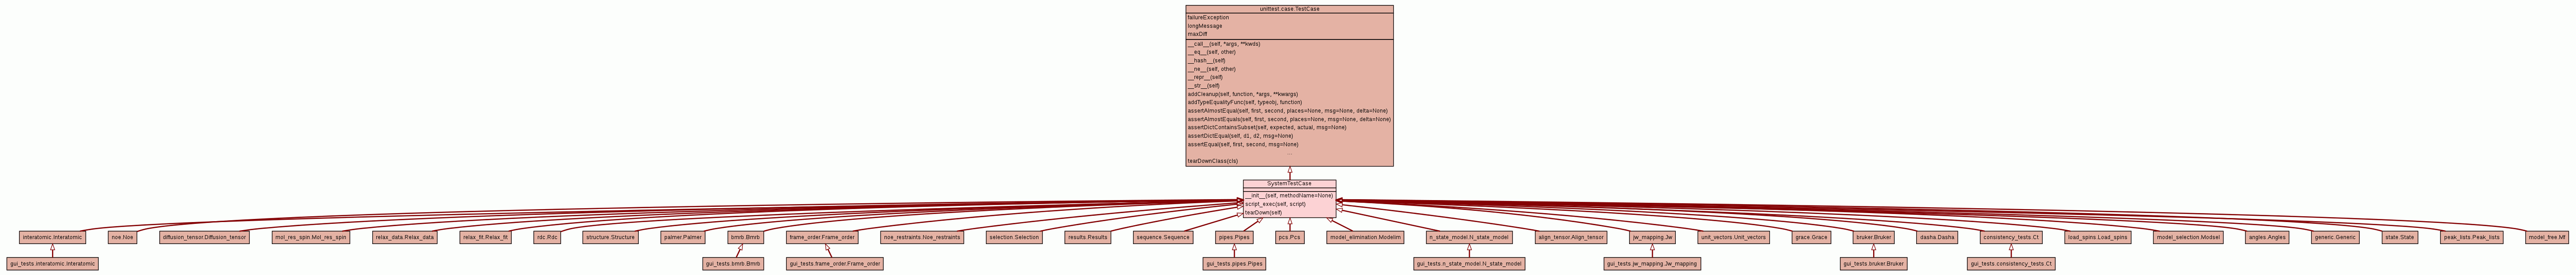 unittest.case.TestCase
failureException
longMessage
maxDiff
__call__(self, *args, **kwds)
__eq__(self, other)
__hash__(self)
__ne__(self, other)
__repr__(self)
__str__(self)
addCleanup(self, function, *args, **kwargs)
addTypeEqualityFunc(self, typeobj, function)
assertAlmostEqual(self, first, second, places=None, msg=None, delta=None)
assertAlmostEquals(self, first, second, places=None, msg=None, delta=None)
assertDictContainsSubset(self, expected, actual, msg=None)
assertDictEqual(self, d1, d2, msg=None)
assertEqual(self, first, second, msg=None)
...
tearDownClass(cls)
SystemTestCase
__init__(self, methodName=None)
script_exec(self, script)
tearDown(self)
interatomic.Interatomic
noe.Noe
diffusion_tensor.Diffusion_tensor
mol_res_spin.Mol_res_spin
relax_data.Relax_data
relax_fit.Relax_fit
rdc.Rdc
structure.Structure
palmer.Palmer
bmrb.Bmrb
frame_order.Frame_order
noe_restraints.Noe_restraints
selection.Selection
results.Results
sequence.Sequence
pipes.Pipes
pcs.Pcs
model_elimination.Modelim
n_state_model.N_state_model
align_tensor.Align_tensor
jw_mapping.Jw
unit_vectors.Unit_vectors
grace.Grace
bruker.Bruker
dasha.Dasha
consistency_tests.Ct
load_spins.Load_spins
model_selection.Modsel
angles.Angles
generic.Generic
state.State
peak_lists.Peak_lists
model_free.Mf
gui_tests.interatomic.Interatomic
gui_tests.bmrb.Bmrb
gui_tests.frame_order.Frame_order
gui_tests.pipes.Pipes
gui_tests.n_state_model.N_state_model
gui_tests.jw_mapping.Jw_mapping
gui_tests.bruker.Bruker
gui_tests.consistency_tests.Ct